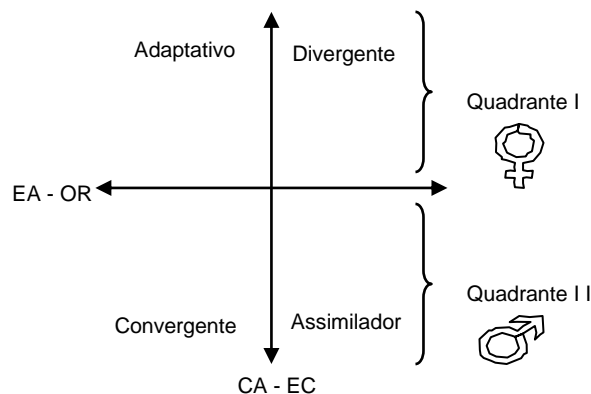 Adaptativo
Divergente
Quadrante I
EA - OR
Convergente
Assimilador
Quadrante I I
CA - EC